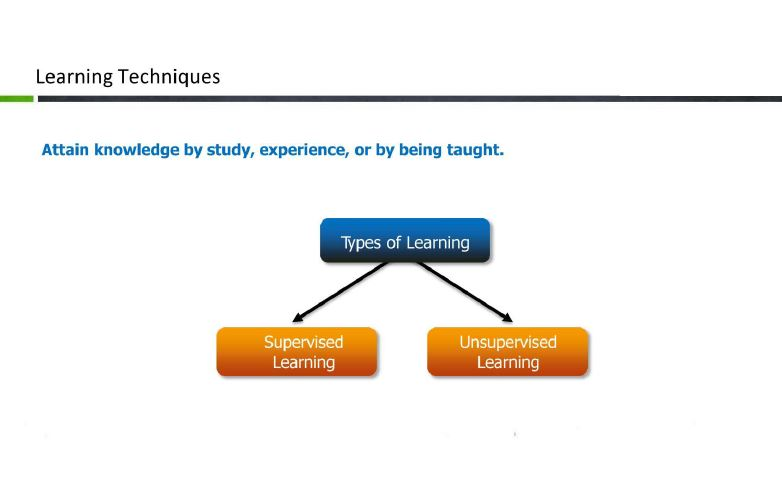 Learning Techniques
Attain knowledge by study, experience, or by being taught.
Types of Learning
Supervised
Learning
Unsupervised
Learning